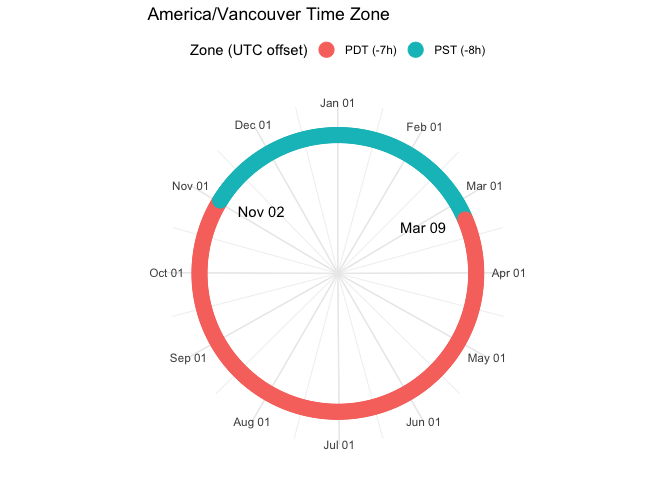 America/Vancouver Time Zone
Zone (UTC offset) PDT (-7h) PST (-8h)
Jan 01
Dec 01
Feb 01
Nov 01
Mar 01
Nov 02
Mar 09
Oct 01
Apr 01
Sep 01
May 01
Aug 01
Jun 01
Jul 01